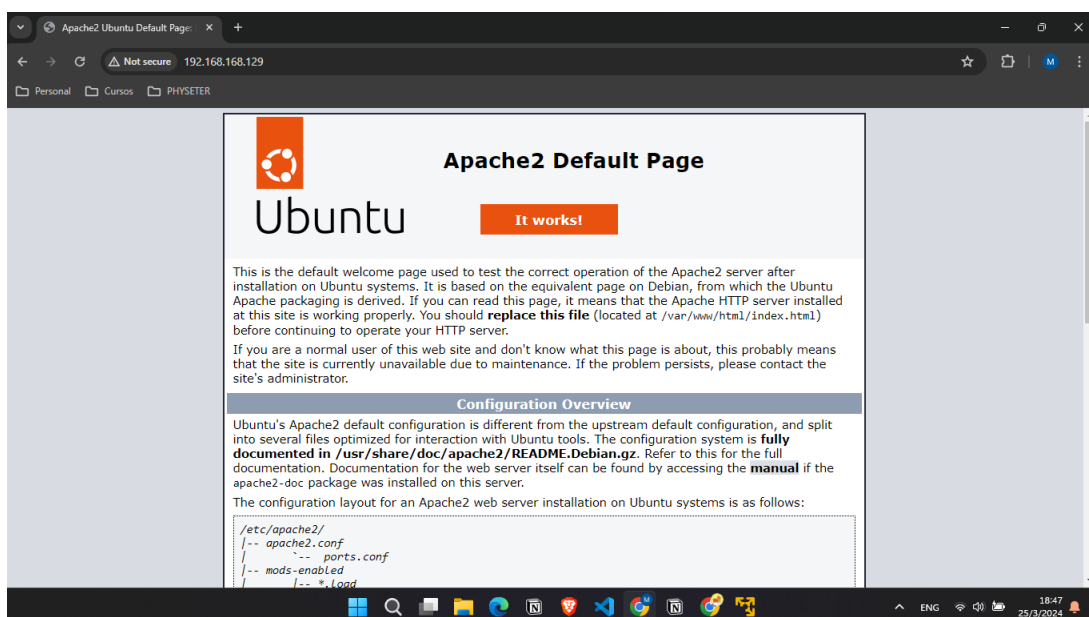 Apache2 Ubuntu Default Page:
Not secure 192.168.168.129
M
Personal Cursos PHYSETER
Apache2 Default Page
Ubuntu
It works!
This is the default welcome page used to test the correct operation of the Apache2 server after
installation on Ubuntu systems. It is based on the equivalent page on Debian, from which the Ubuntu
Apache packaging is derived. If you can read this page, it means that the Apache HTTP server installed
at this site is working properly. You should replace this file (located at /var/www/html/index.html)
before continuing to operate your HTTP server.
If you are a normal user of this web site and don't know what this page is about, this probably means
that the site is currently unavailable due to maintenance. If the problem persists, please contact the
site's administrator.
Configuration Overview
Ubuntu's Apache2 default configuration is different from the upstream default configuration, and split
into several files optimized for interaction with Ubuntu tools. The configuration system is fully
documented in /usr/share/doc/apache2/README.Debian.gz. Refer to this for the full
documentation. Documentation for the web server itself can be found by accessing the manual if the
apache2-doc package was installed on this server.
The configuration layout for an Apache2 web server installation on Ubuntu systems is as follows:
/etc/apache2/
|-- apache2.conf
|       `--  ports.conf
|-- mods-enabled
|       |-- *.load
ENG
18:47
25/3/2024